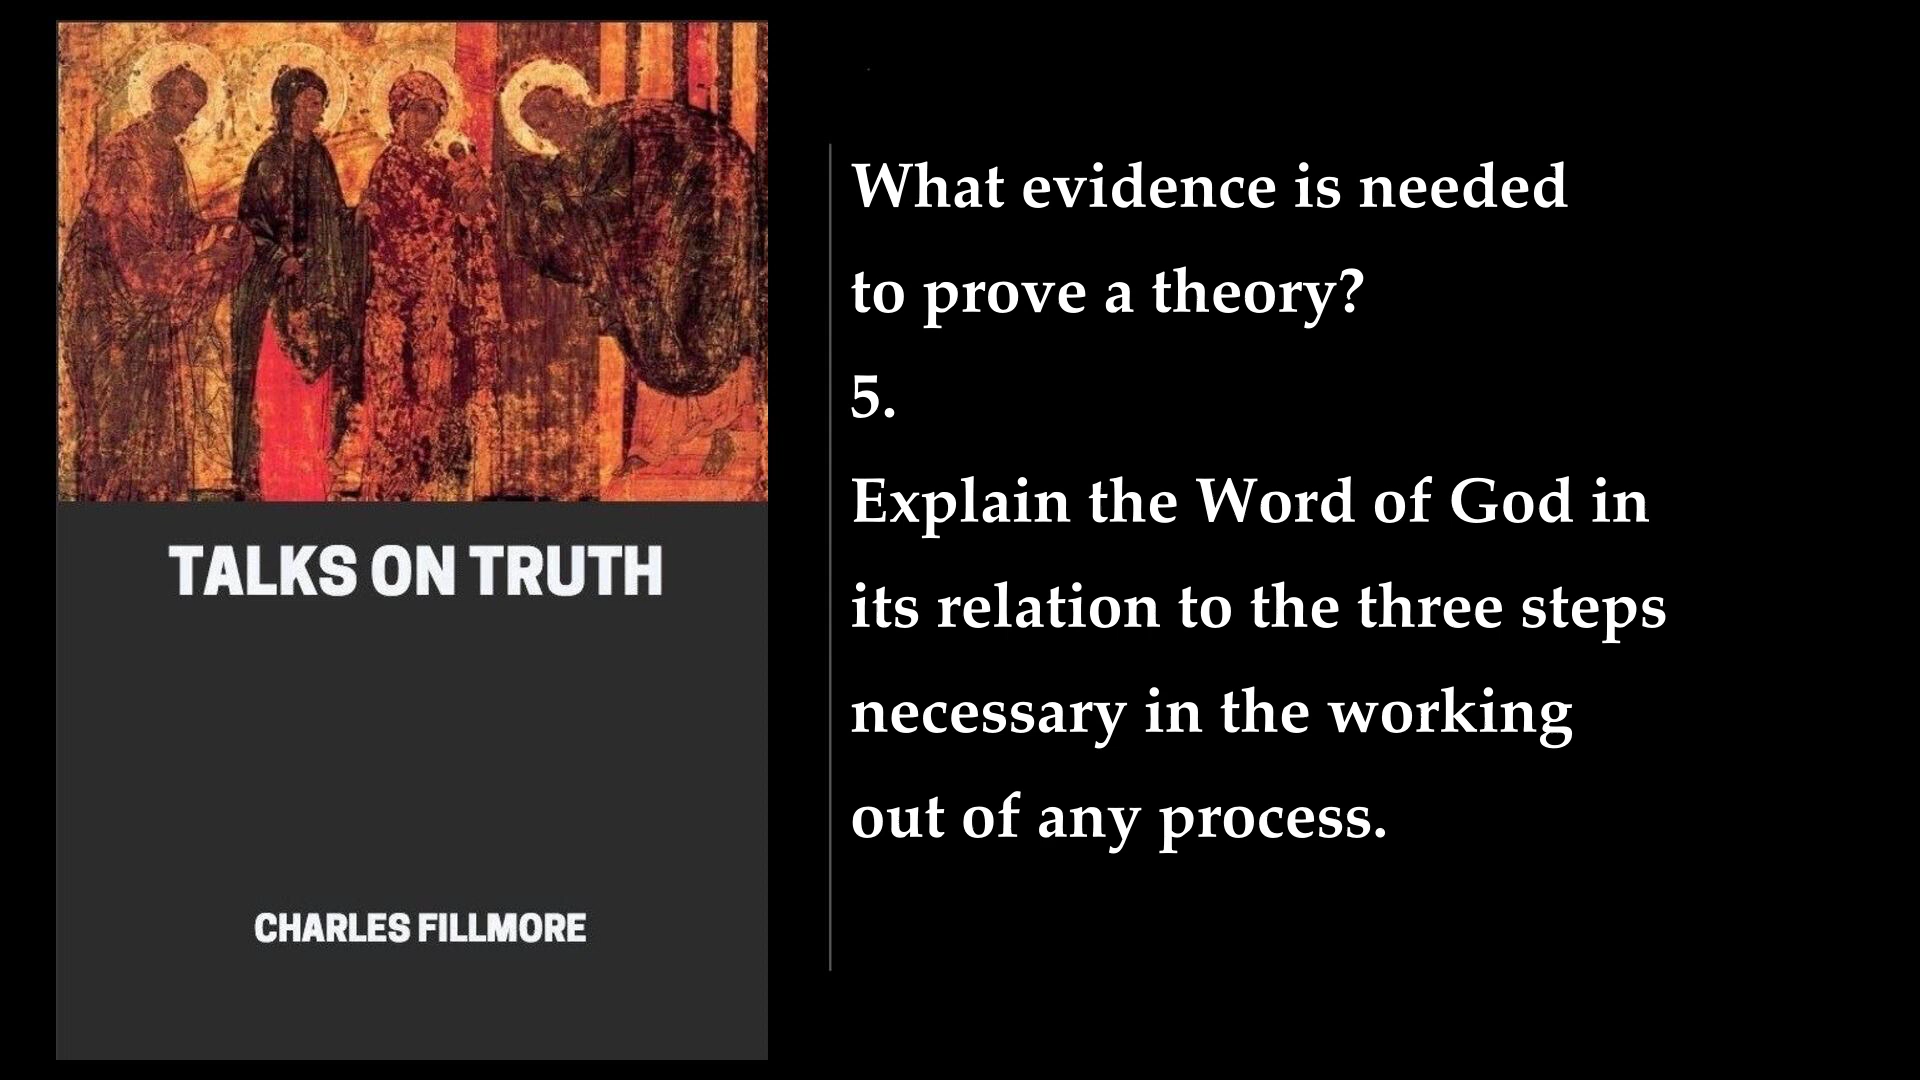 TALKS ON TRUTH
CHARLES FILLMORE
What evidence is needed
to prove a theory?
5.
Explain the Word of God in
its relation to the three steps
necessary in the working
out of any process.